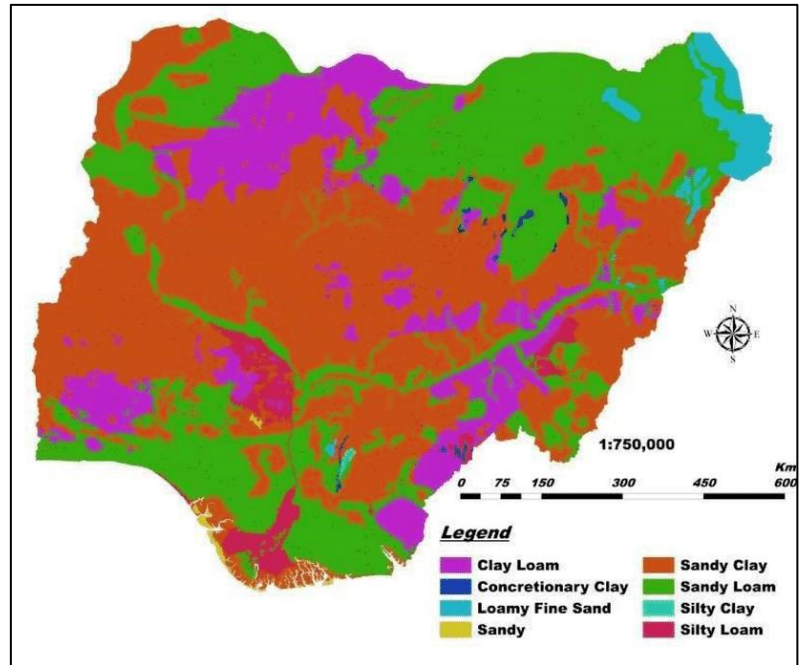 N
W E
S
1:750,000
Km
0 75 150 300 450 600
Legend
Clay Loam Sandy Clay
Concretionary Clay Sandy Loam
Loamy Fine Sand Silty Clay
Sandy Silty Loam